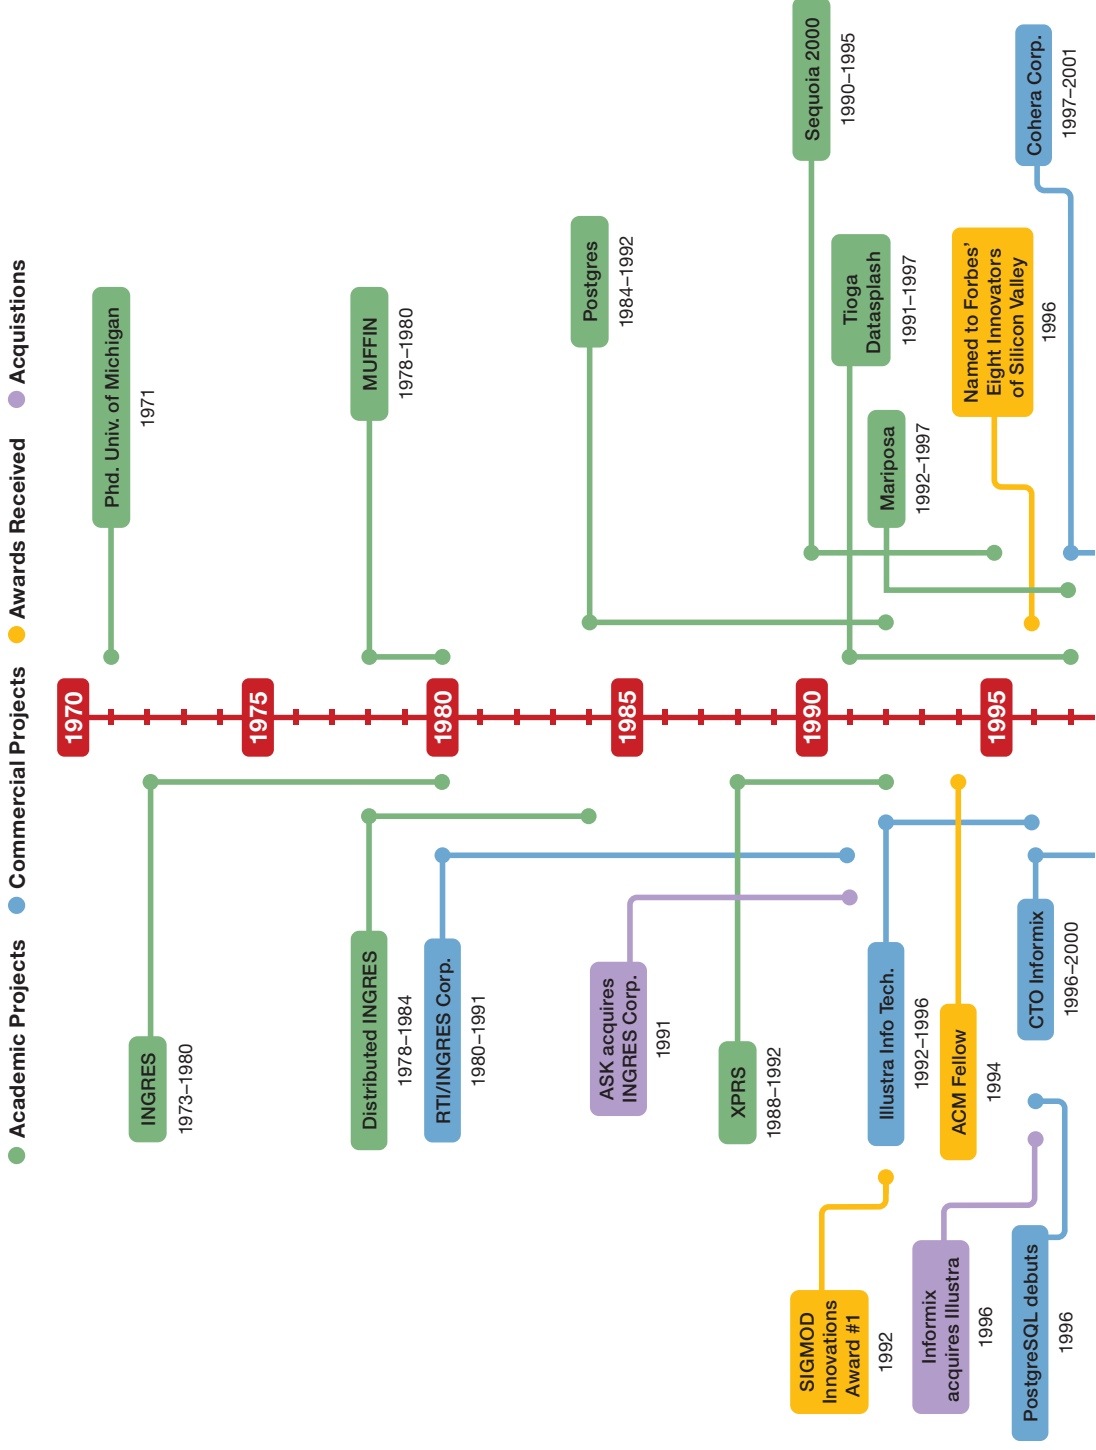 Academic Projects
Commercial Projects
Awards Received
Acquistions
1970
1975
1980
1985
1990
1995
Phd. Univ. of Michigan
1971
MUFFIN
1978–1980
Postgres
1984–1992
Sequoia 2000
1990–1995
Tioga
Datasplash
1991–1997
Mariposa
1992–1997
Named to Forbes’
Eight Innovators
of Silicon Valley
1996
Cohera Corp.
1997–2001
INGRES
1973–1980
Distributed INGRES
1978–1984
RTI/INGRES Corp.
1980–1991
ASK acquires
INGRES Corp.
1991
XPRS
1988–1992
Illustra Info Tech.
1992–1996
ACM Fellow
1994
CTO Informix
1996–2000
SIGMOD
Innovations
Award #1
1992
Informix
acquires Illustra
1996
PostgreSQL debuts
1996